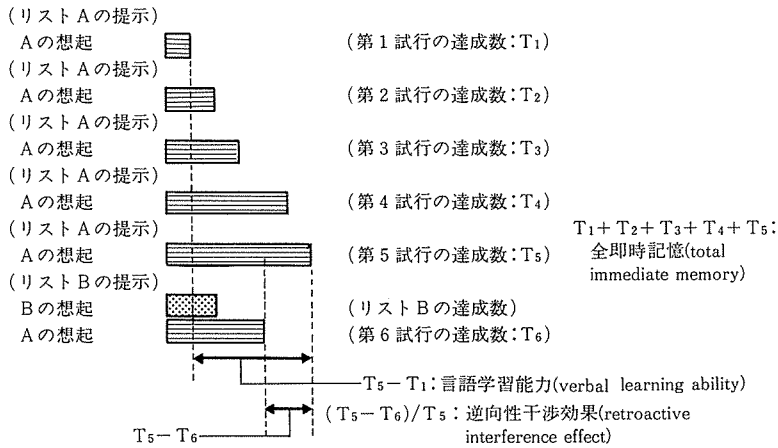 (リストAの提示)
Aの想起 (第1試行の達成数:T₁)
(リストAの提示)
Aの想起 (第2試行の達成数:T₂)
(リストAの提示)
Aの想起 (第3試行の達成数:T₃)
(リストAの提示)
Aの想起 (第4試行の達成数:T₄)
(リストAの提示)
Aの想起 (第5試行の達成数:T₅)
T₁+T₂+T₃+T₄+T₅:
全即時記憶(total
immediate memory)
(リストBの提示)
Bの想起 (リストBの達成数)
Aの想起 (第6試行の達成数:T₆)
T₅−T₁:言語学習能力(verbal learning ability)
(T₅−T₆)/T₅:逆向性干渉効果(retroactive
interference effect)
T₅−T₆